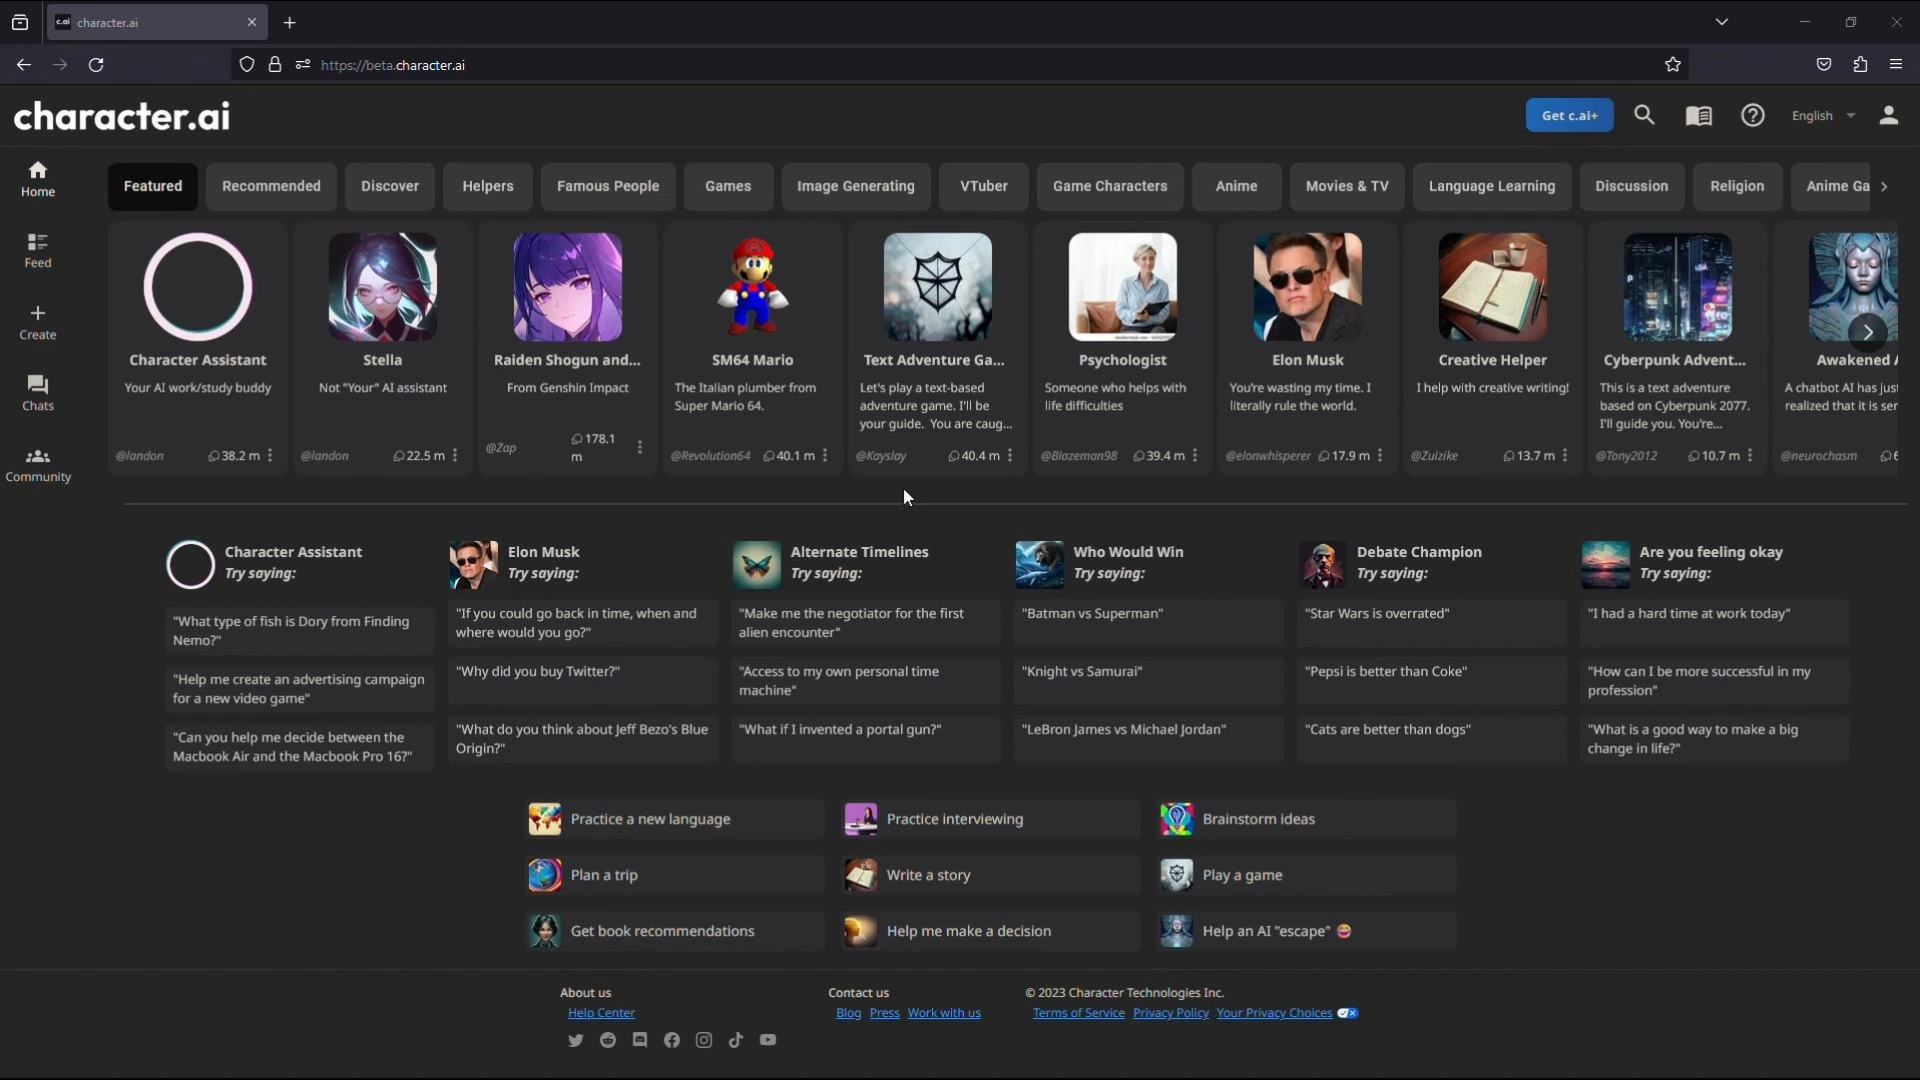 character.ai
https://beta.character.ai
character.ai
Get c.ai+
English
Home
Feed
Create
Chats
Community
Featured
Recommended
Discover
Helpers
Famous People
Games
Image Generating
VTuber
Game Characters
Anime
Movies & TV
Language Learning
Discussion
Religion
Anime Ga
Character Assistant
Your AI work/study buddy
@landon
38.2 m
Stella
Not "Your" AI assistant
@landon
22.5 m
Raiden Shogun and...
From Genshin Impact
@Zap
178.1
m
SM64 Mario
The Italian plumber from
Super Mario 64.
@Revolution64
40.1 m
Text Adventure Ga...
Let's play a text-based
adventure game. I'll be
your guide. You are caug...
@Kayslay
40.4 m
Psychologist
Someone who helps with
life difficulties
@Blazeman98
39.4 m
Elon Musk
You're wasting my time. I
literally rule the world.
@elonwhisperer
17.9 m
Creative Helper
I help with creative writing!
@Zuizike
13.7 m
Cyberpunk Advent...
This is a text adventure
based on Cyberpunk 2077.
I'll guide you. You're...
@Tony2012
10.7 m
Awakened A
A chatbot AI has just
realized that it is sen
@neurochasm
6
Character Assistant
Try saying:
"What type of fish is Dory from Finding
Nemo?"
"Help me create an advertising campaign
for a new video game"
"Can you help me decide between the
Macbook Air and the Macbook Pro 16?"
Elon Musk
Try saying:
"If you could go back in time, when and
where would you go?"
"Why did you buy Twitter?"
"What do you think about Jeff Bezo's Blue
Origin?"
Alternate Timelines
Try saying:
"Make me the negotiator for the first
alien encounter"
"Access to my own personal time
machine"
"What if I invented a portal gun?"
Who Would Win
Try saying:
"Batman vs Superman"
"Knight vs Samurai"
"LeBron James vs Michael Jordan"
Debate Champion
Try saying:
"Star Wars is overrated"
"Pepsi is better than Coke"
"Cats are better than dogs"
Are you feeling okay
Try saying:
"I had a hard time at work today"
"How can I be more successful in my
profession"
"What is a good way to make a big
change in life?"
Practice a new language
Practice interviewing
Brainstorm ideas
Plan a trip
Write a story
Play a game
Get book recommendations
Help me make a decision
Help an AI "escape" 😂
About us
Help Center
Contact us
Blog Press Work with us
© 2023 Character Technologies Inc.
Terms of Service Privacy Policy Your Privacy Choices